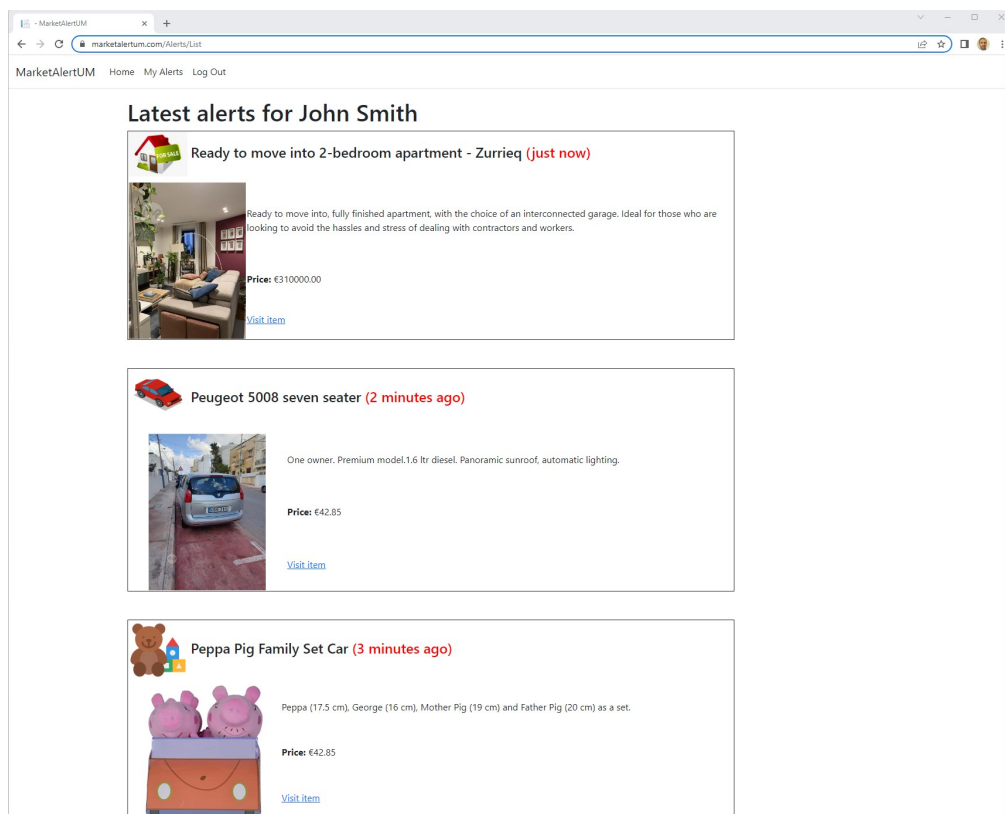 - MarketAlertUM
marketalertum.com/Alerts/List
MarketAlertUM Home My Alerts Log Out
Latest alerts for John Smith
FOR SALE
Ready to move into 2-bedroom apartment - Zurrieq (just now)
Ready to move into, fully finished apartment, with the choice of an interconnected garage. Ideal for those who are
looking to avoid the hassles and stress of dealing with contractors and workers.
Price: €310000.00
Visit item
Peugeot 5008 seven seater (2 minutes ago)
One owner. Premium model.1.6 ltr diesel. Panoramic sunroof, automatic lighting.
Price: €42.85
Visit item
Peppa Pig Family Set Car (3 minutes ago)
Peppa (17.5 cm), George (16 cm), Mother Pig (19 cm) and Father Pig (20 cm) as a set.
Price: €42.85
Visit item